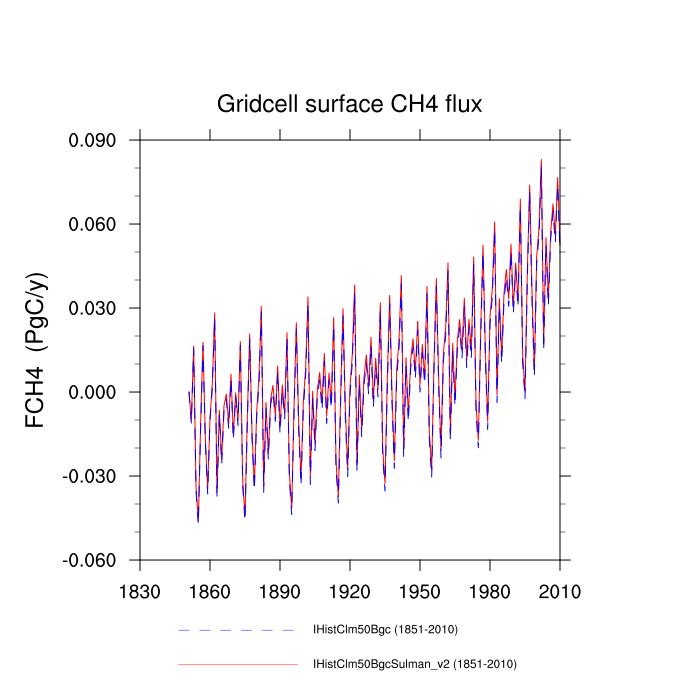 Gridcell surface CH4 flux
FCH4 (PgC/y)
0.090
0.060
0.030
0.000
-0.030
-0.060
1830 1860 1890 1920 1950 1980 2010
IHistClm50Bgc (1851-2010)
IHistClm50BgcSulman_v2 (1851-2010)